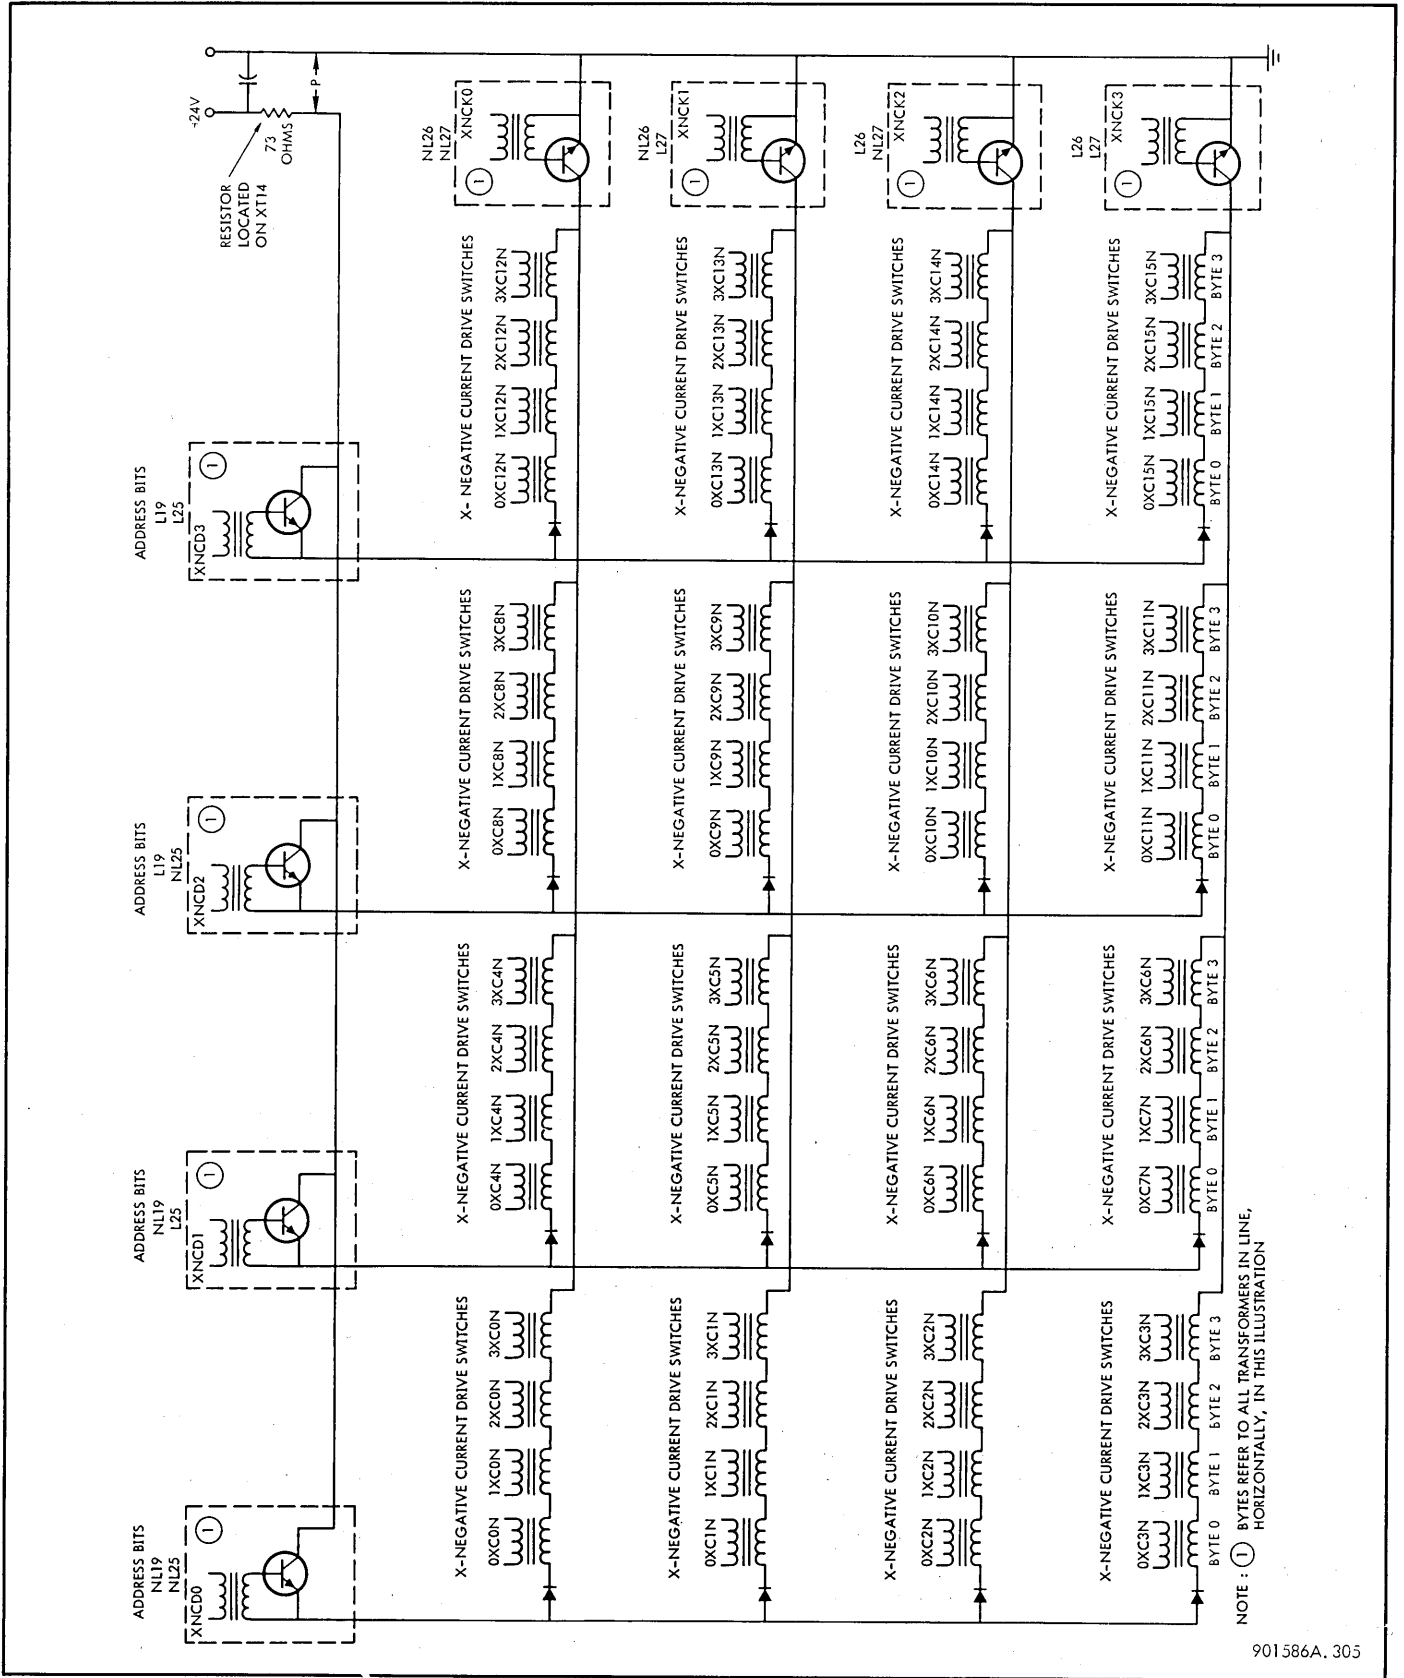 ADDRESS BITS
NL19
NL25
XNCD0
1
ADDRESS BITS
NL19
L25
XNCD1
1
ADDRESS BITS
L19
NL25
XNCD2
1
ADDRESS BITS
L19
L25
XNCD3
1
+24V
RESISTOR
LOCATED
ON XT14
73
OHMS
P
X-NEGATIVE CURRENT DRIVE SWITCHES
0XC0N 1XC0N 2XC0N 3XC0N
X-NEGATIVE CURRENT DRIVE SWITCHES
0XC4N 1XC4N 2XC4N 3XC4N
X-NEGATIVE CURRENT DRIVE SWITCHES
0XC8N 1XC8N 2XC8N 3XC8N
X- NEGATIVE CURRENT DRIVE SWITCHES
0XC12N 1XC12N 2XC12N 3XC12N
NL26
NL27
XNCK0
1
X-NEGATIVE CURRENT DRIVE SWITCHES
0XC1N 1XC1N 2XC1N 3XC1N
X-NEGATIVE CURRENT DRIVE SWITCHES
0XC5N 1XC5N 2XC5N 3XC5N
X-NEGATIVE CURRENT DRIVE SWITCHES
0XC9N 1XC9N 2XC9N 3XC9N
X-NEGATIVE CURRENT DRIVE SWITCHES
0XC13N 1XC13N 2XC13N 3XC13N
NL26
L27
XNCK1
1
X-NEGATIVE CURRENT DRIVE SWITCHES
0XC2N 1XC2N 2XC2N 3XC2N
X-NEGATIVE CURRENT DRIVE SWITCHES
0XC6N 1XC6N 2XC6N 3XC6N
X-NEGATIVE CURRENT DRIVE SWITCHES
0XC10N 1XC10N 2XC10N 3XC10N
X-NEGATIVE CURRENT DRIVE SWITCHES
0XC14N 1XC14N 2XC14N 3XC14N
L26
NL27
XNCK2
1
X-NEGATIVE CURRENT DRIVE SWITCHES
0XC3N 1XC3N 2XC3N 3XC3N
BYTE 0 BYTE 1 BYTE 2 BYTE 3
X-NEGATIVE CURRENT DRIVE SWITCHES
0XC7N 1XC7N 2XC6N 3XC6N
BYTE 0 BYTE 1 BYTE 2 BYTE 3
X-NEGATIVE CURRENT DRIVE SWITCHES
0XC11N 1XC11N 2XC11N 3XC11N
BYTE 0 BYTE 1 BYTE 2 BYTE 3
X-NEGATIVE CURRENT DRIVE SWITCHES
0XC15N 1XC15N 2XC15N 3XC15N
BYTE 0 BYTE 1 BYTE 2 BYTE 3
L26
L27
XNCK3
1
NOTE : 1 BYTES REFER TO ALL TRANSFORMERS IN LINE,
HORIZONTALLY, IN THIS ILLUSTRATION
901586A. 305